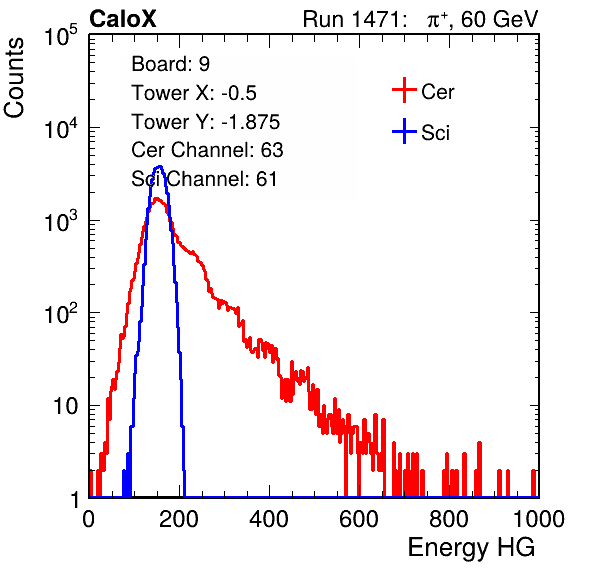 CaloX Run 1471: π⁺, 60 GeV
Counts
Board: 9
Tower X: -0.5
Tower Y: -1.875
Cer Channel: 63
Sci Channel: 61
Cer
Sci
10⁵
10⁴
10³
10²
10
1
0 200 400 600 800 1000
Energy HG